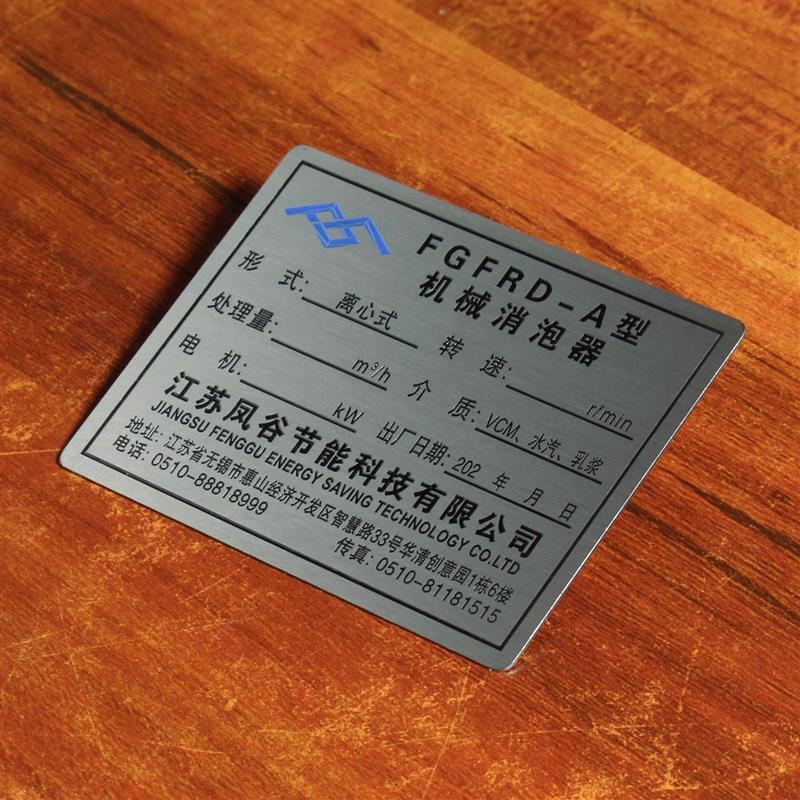 FGFRD-A型
机械消泡器
形 式: 离心式 转 速: r/min
处理量: m³/h 介 质: VCM、水汽、乳浆
电 机: kW 出厂日期: 202 年 月 日
江苏凤谷节能科技有限公司
JIANGSU FENGGU ENERGY SAVING TECHNOLOGY CO.LTD
地址: 江苏省无锡市惠山经济开发区智慧路33号华清创意园1栋6楼
电话: 0510-88818999 传真: 0510-81181515